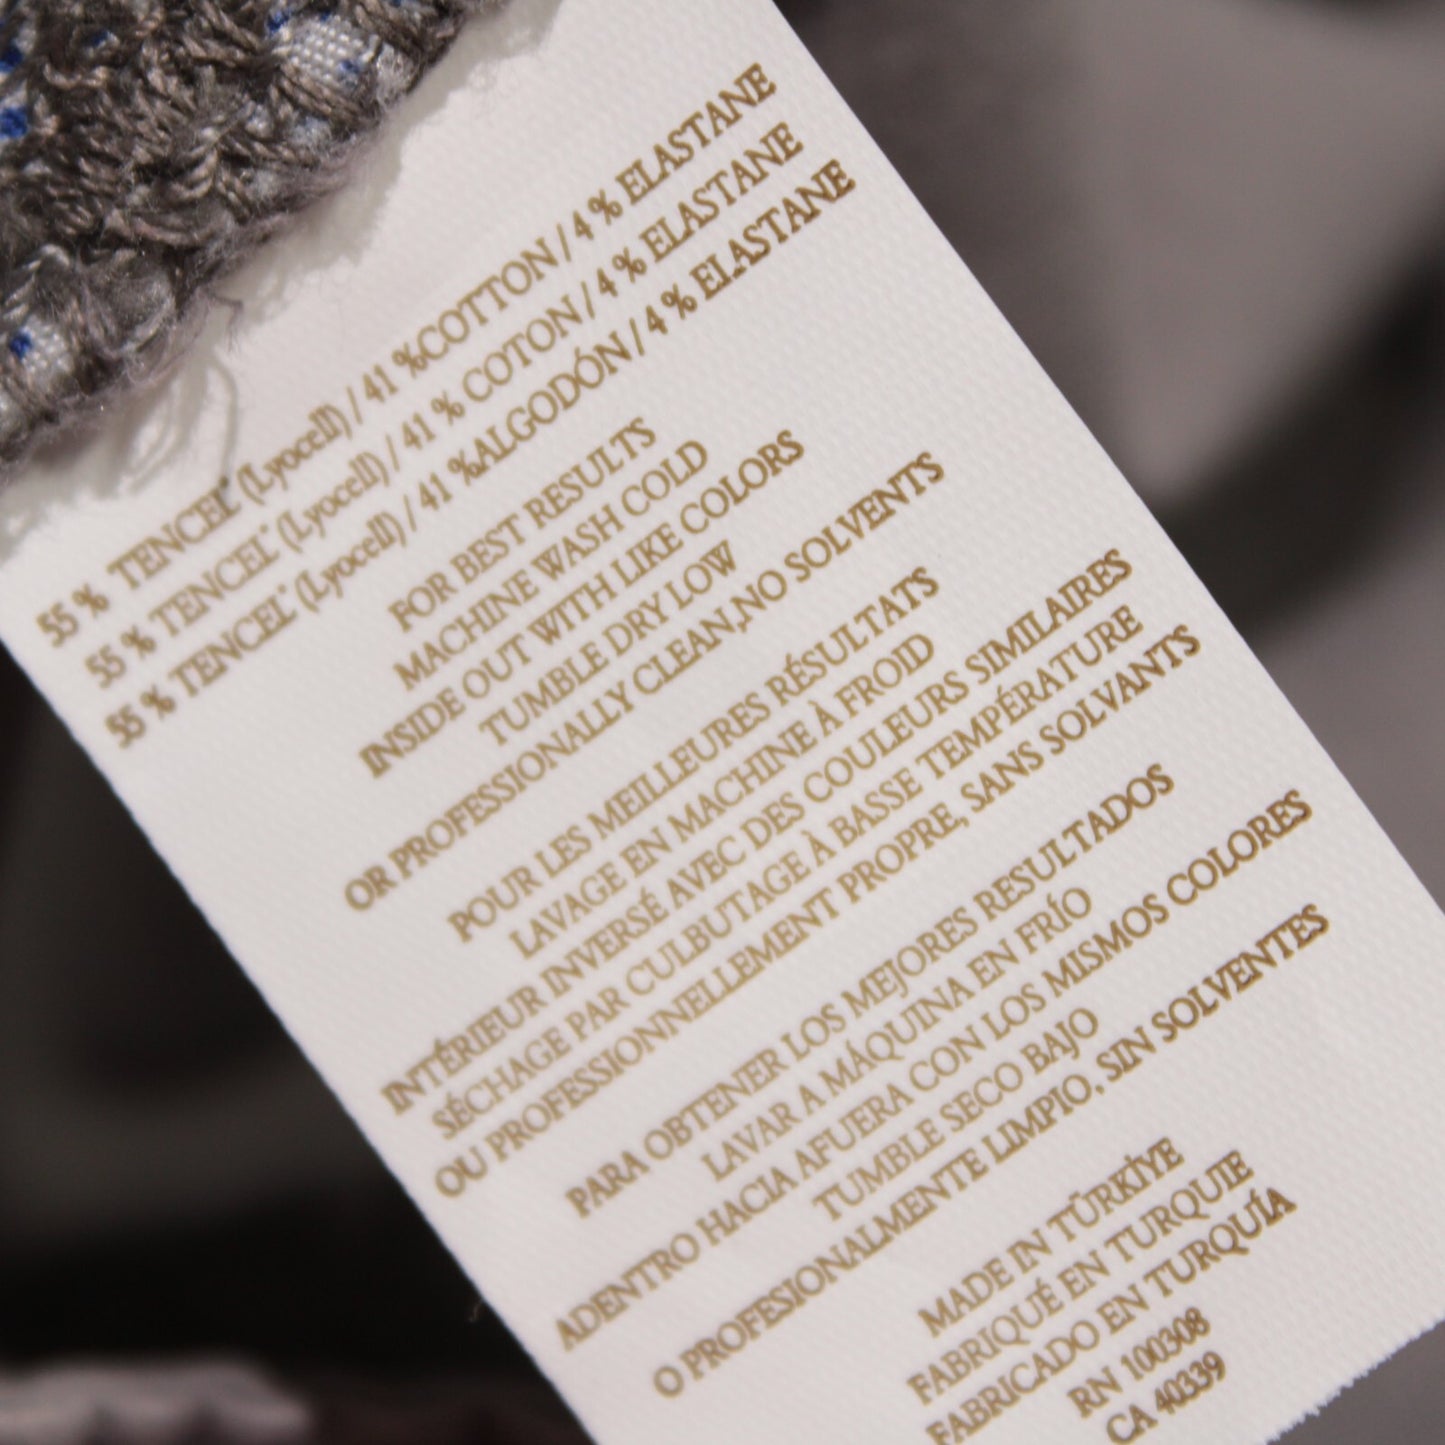 55 % TENCEL® (Lyocell) / 41 %COTTON / 4 % ELASTANE
55 % TENCEL® (Lyocell) / 41 % COTON / 4 % ELASTANE
55 % TENCEL® (Lyocell) / 41 %ALGODÓN / 4 % ELASTANE
FOR BEST RESULTS
MACHINE WASH COLD
INSIDE OUT WITH LIKE COLORS
TUMBLE DRY LOW
OR PROFESSIONALLY CLEAN,NO SOLVENTS
POUR LES MEILLEURES RÉSULTATS
LAVAGE EN MACHINE À FROID
INTÉRIEUR INVERSÉ AVEC DES COULEURS SIMILAIRES
SÉCHAGE PAR CULBUTAGE À BASSE TEMPÉRATURE
OU PROFESSIONNELLEMENT PROPRE, SANS SOLVANTS
PARA OBTENER LOS MEJORES RESULTADOS
LAVAR A MÁQUINA EN FRÍO
ADENTRO HACIA AFUERA CON LOS MISMOS COLORES
TUMBLE SECO BAJO
O PROFESIONALMENTE LIMPIO, SIN SOLVENTES
MADE IN TÜRKİYE
FABRIQUÉ EN TURQUIE
FABRICADO EN TURQUÍA
RN 100308
CA 40339